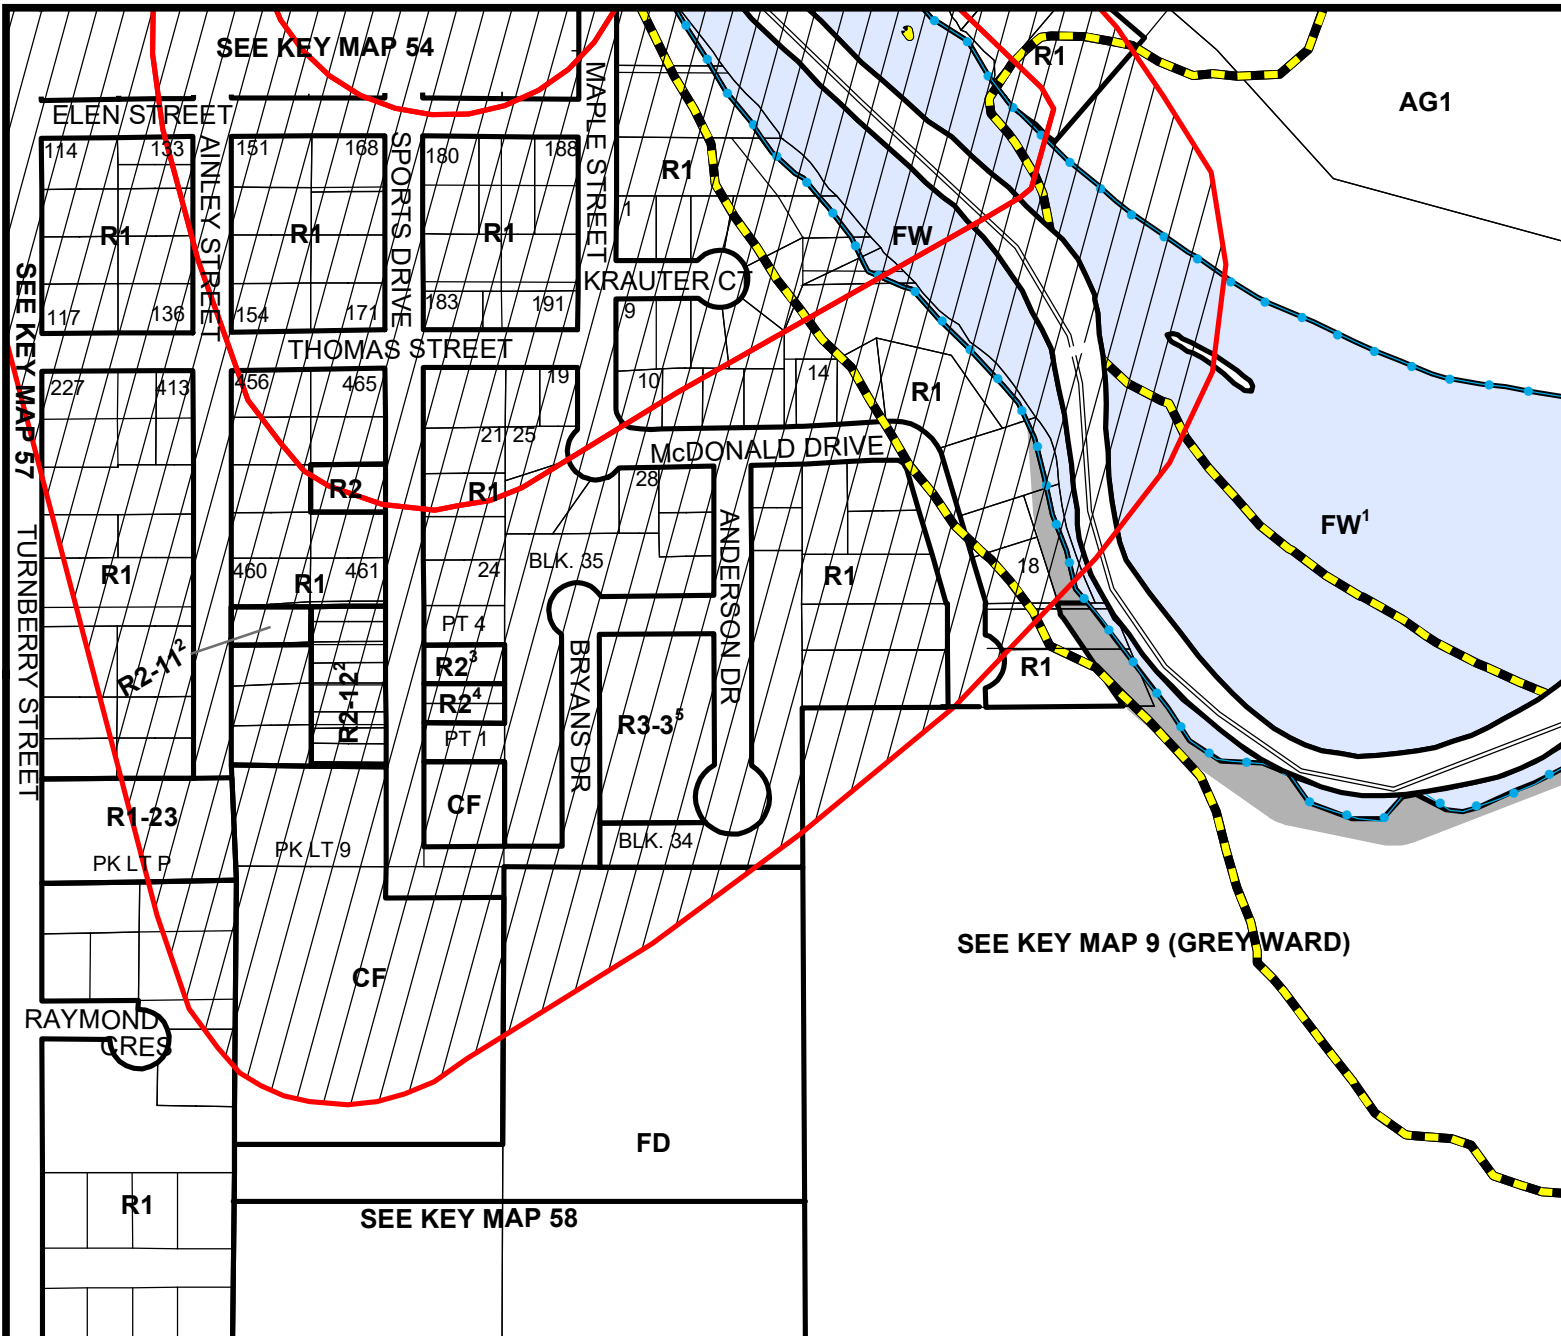 SEE KEY MAP 54
R1
AG1
ELEN STREET
MAPLE STREET
114
133
AINLEY STREET
151
168
SPORTS DRIVE
180
188
R1
1
R1
R1
R1
FW
SEE KEY MAP 57
KRAUTER CT
117
136
154
171
183
191
9
THOMAS STREET
227
413
456
465
19
10
14
R1
21
25
McDONALD DRIVE
R2
R1
28
ANDERSON DR
FW1
TURNBERRY STREET
R1
460
R1
461
24
BLK. 35
R1
18
PT 4
R2-11²
R2-12²
R2³
BRYANS DR
R1
R2⁴
R3-3⁵
PT 1
CF
R1-23
PK LT P
PK LT 9
BLK. 34
SEE KEY MAP 9 (GREY WARD)
CF
RAYMOND
CRES
FD
R1
SEE KEY MAP 58